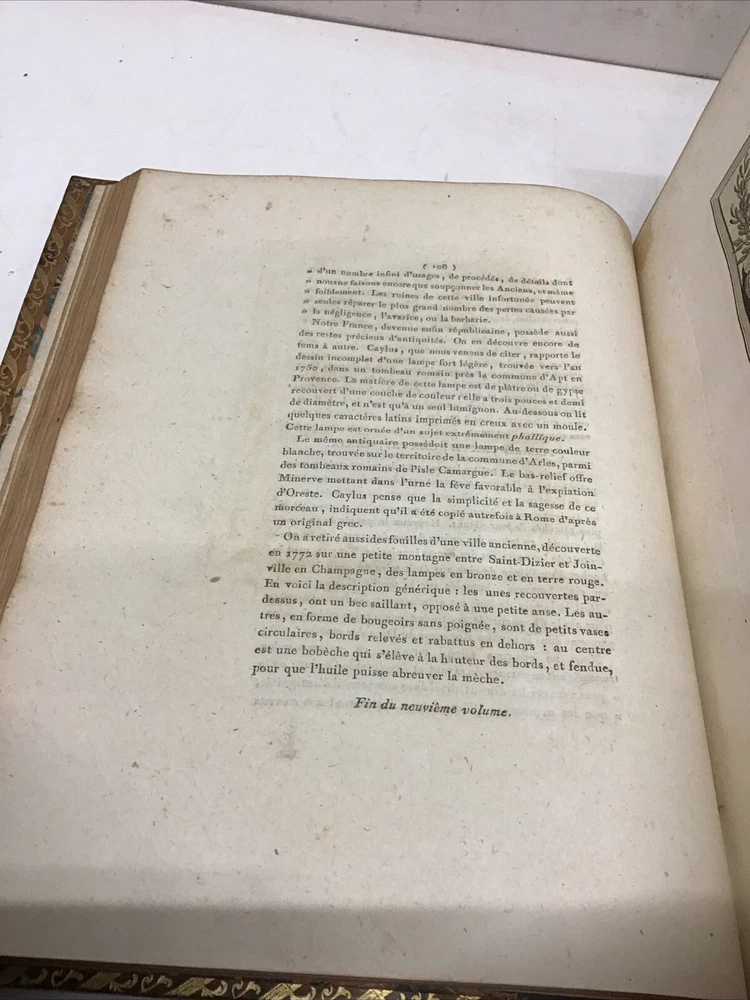 ( 106 )
» d'un nombre infini d'usages, de procédés, de détails dont
» nous ne faisons encore que soupçonner les Anciens, et même
» foiblement. Les ruines de cette ville infortunée peuvent
» seules réparer le plus grand nombre des pertes causées par
» la négligence, l'avarice, ou la barbarie.
Notre France, devenue enfin républicaine, possède aussi
des restes précieux d'antiquités. On en découvre encore de
tems à autre. Caylus, que nous venons de citer, rapporte le
dessin incomplet d'une lampe fort légère, trouvée vers l'an
1750, dans un tombeau romain près la commune d'Apt en
Provence. La matière de cette lampe est de plâtre ou de gypse
recouvert d'une couche de couleur : elle a trois pouces et demi
de diamètre, et n'est qu'à un seul lumignon. Au-dessous on lit
quelques caractères latins imprimés en creux avec un moule.
Cette lampe est ornée d'un sujet extrêmement phallique.
Le même antiquaire possédoit une lampe de terre couleur
blanche, trouvée sur le territoire de la commune d'Arles, parmi
des tombeaux romains de l'isle Camargue. Le bas-relief offre
Minerve mettant dans l'urne la fève favorable à l'expiation
d'Oreste. Caylus pense que la simplicité et la sagesse de ce
morceau, indiquent qu'il a été copié autrefois à Rome d'après
un original grec.
On a retiré aussi des fouilles d'une ville ancienne, découverte
en 1772 sur une petite montagne entre Saint-Dizier et Join-
ville en Champagne, des lampes en bronze et en terre rouge.
En voici la description générique : les unes recouvertes par-
dessus, ont un bec saillant, opposé à une petite anse. Les au-
tres, en forme de bougeoirs sans poignée, sont de petits vases
circulaires, bords relevés et rabattus en dehors : au centre
est une bobèche qui s'élève à la hauteur des bords, et fendue,
pour que l'huile puisse abreuver la mèche.
Fin du neuvième volume.